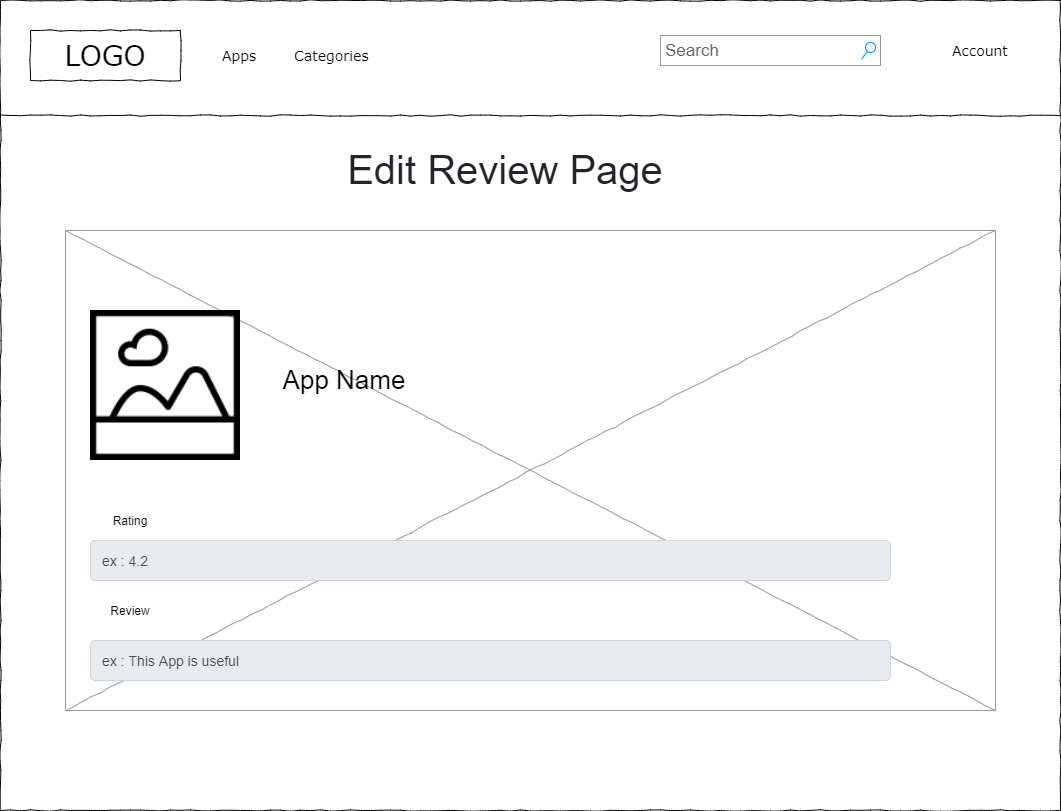 LOGO
Apps
Categories
Search
Account
Edit Review Page
App Name
Rating
ex : 4.2
Review
ex : This App is useful